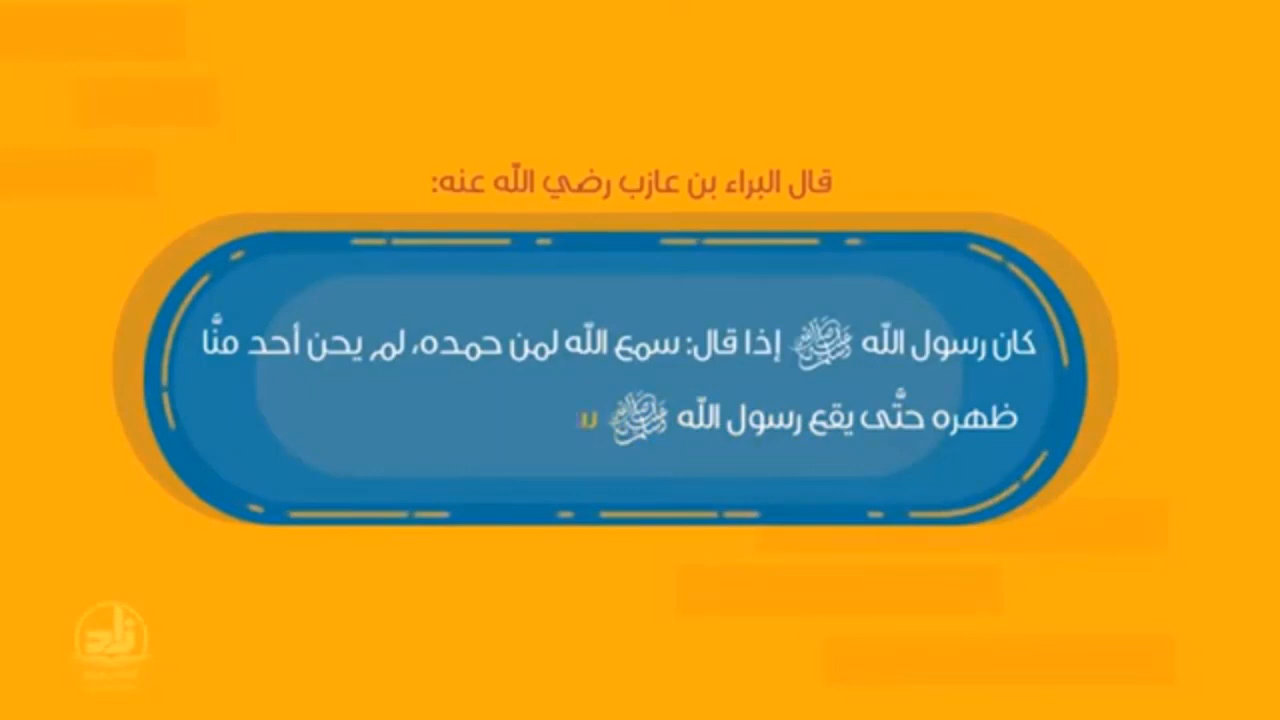 قال البراء بن عازب رضي الله عنه:
كان رسول الله ﷺ إذا قال: سمع الله لمن حمده، لم يحن أحد منَّا
ظهره حتَّى يقع رسول الله ﷺ
زاد